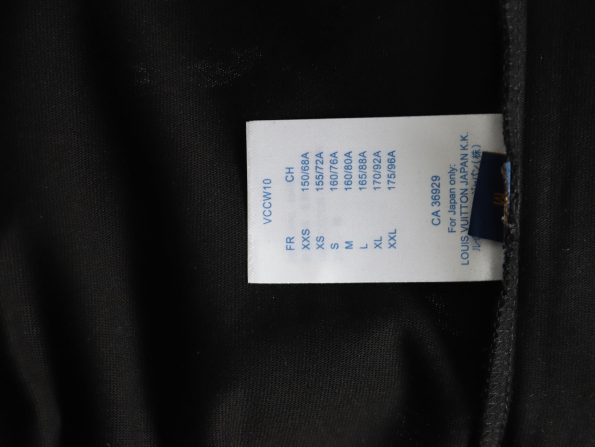 VCCW10
FR CH
XXS 150/68A
XS 155/72A
S 160/76A
M 160/80A
L 165/88A
XL 170/92A
XXL 175/96A
CA 36929
For Japan only:
LOUIS VUITTON JAPAN K.K.